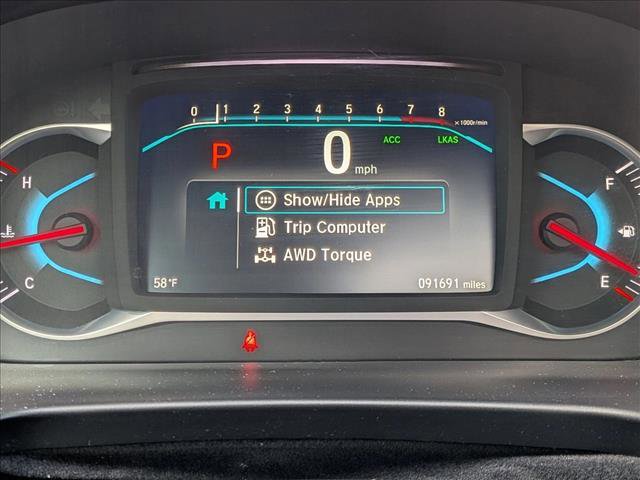 0 1 2 3 4 5 6 7 8 ×1000r/min
P 0 mph ACC LKAS
H
F
Show/Hide Apps
Trip Computer
AWD Torque
C
E
58°F 091691 miles